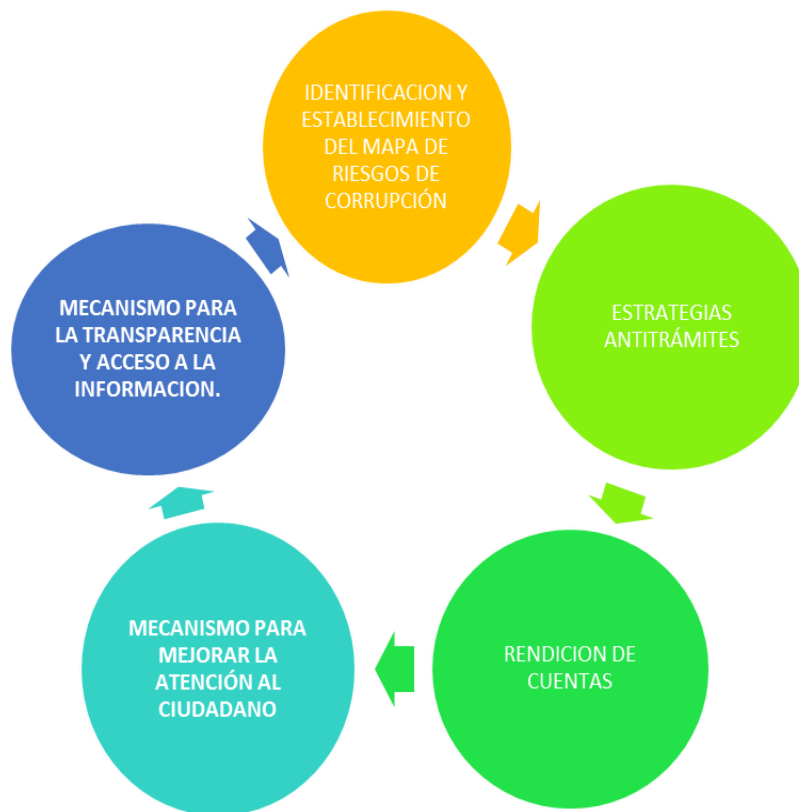 IDENTIFICACION Y
ESTABLECIMIENTO
DEL MAPA DE
RIESGOS DE
CORRUPCIÓN
ESTRATEGIAS
ANTITRÁMITES
RENDICION DE
CUENTAS
MECANISMO PARA
MEJORAR LA
ATENCIÓN AL
CIUDADANO
MECANISMO PARA
LA TRANSPARENCIA
Y ACCESO A LA
INFORMACION.